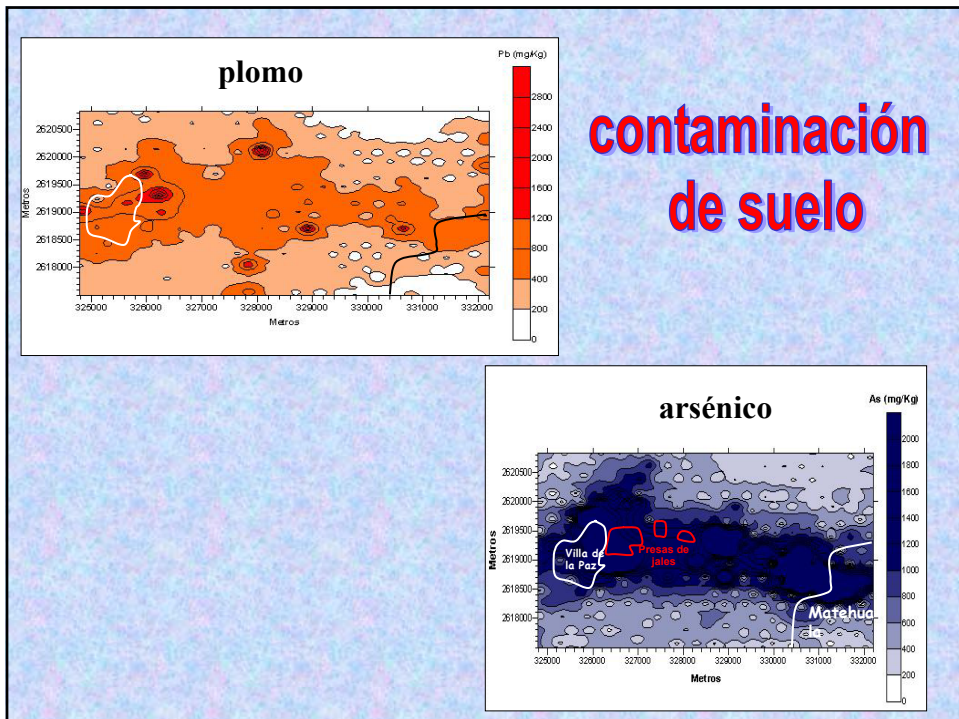 plomo
Pb (mg/Kg)
2800
2400
2000
1600
1200
800
400
200
0
2620500
2620000
2619500
2619000
2618500
2618000
Metros
325000 326000 327000 328000 329000 330000 331000 332000
Metros
contaminación
de suelo
arsénico
As (mg/Kg)
2000
1800
1600
1400
1200
1000
800
600
400
200
0
2620500
2620000
2619500
2619000
2618500
2618000
Metros
Villa de
la Paz
Presas de
jales
Matehua
la
325000 326000 327000 328000 329000 330000 331000 332000
Metros